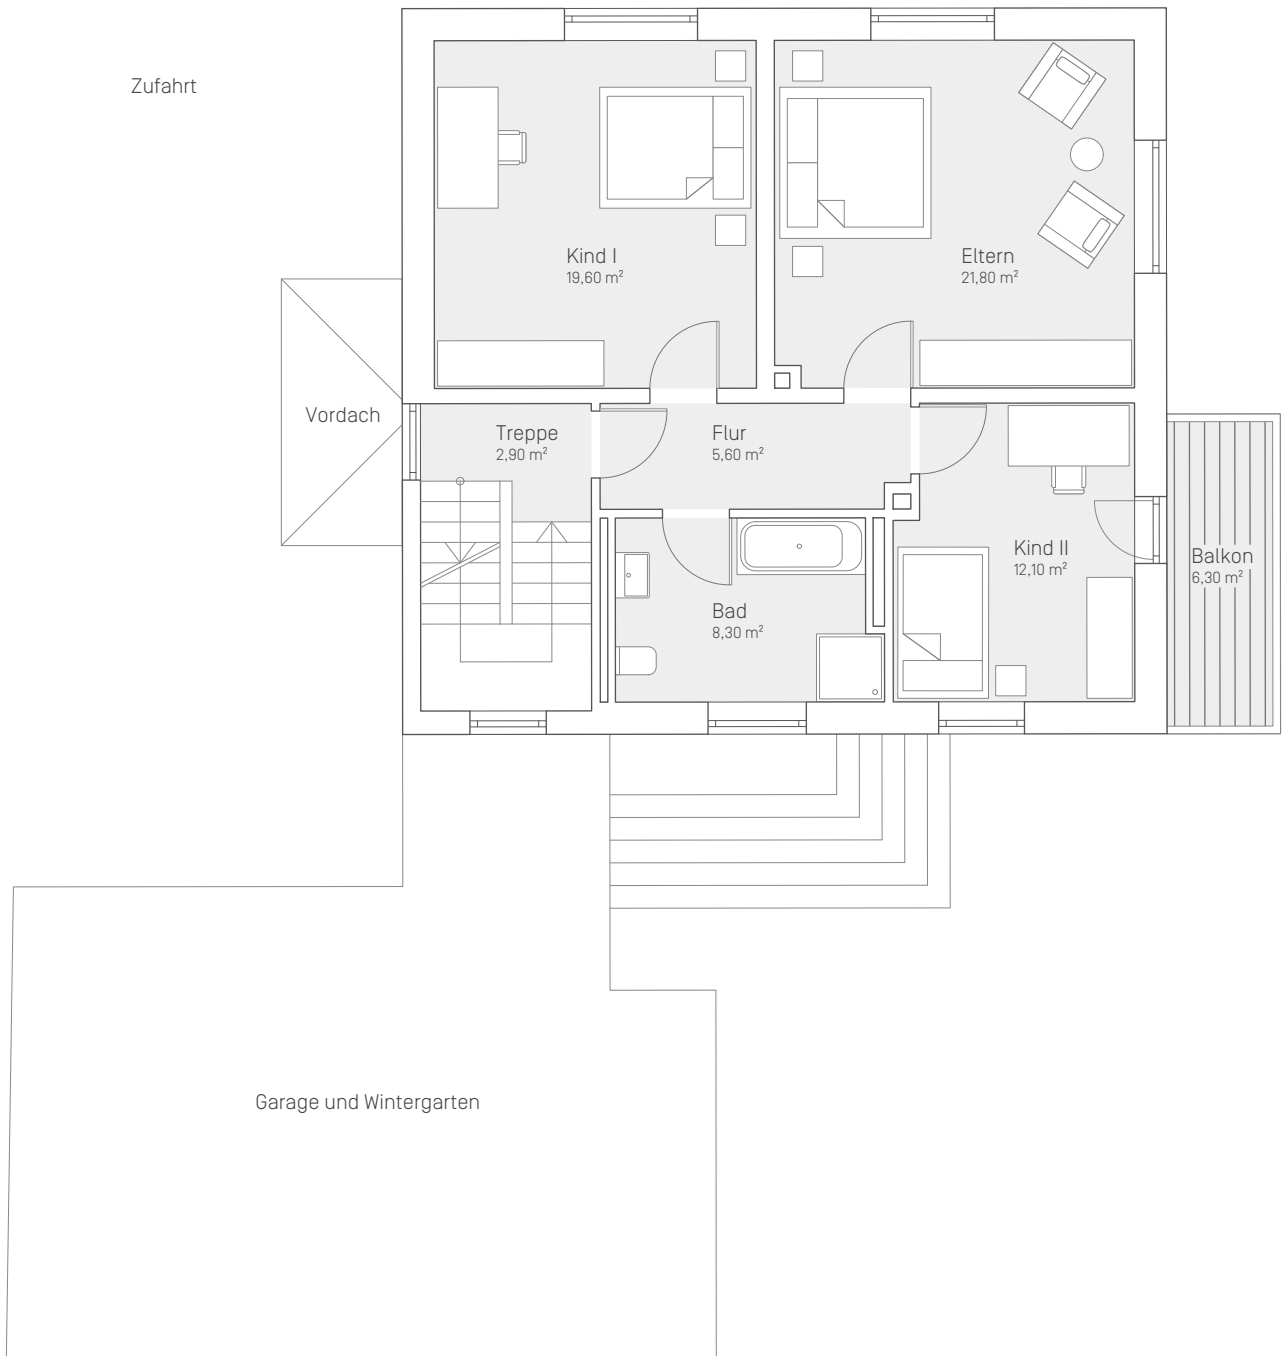 Zufahrt
Kind I
19,60 m²
Eltern
21,80 m²
Vordach
Treppe
2,90 m²
Flur
5,60 m²
Kind II
12,10 m²
Balkon
6,30 m²
Bad
8,30 m²
Garage und Wintergarten